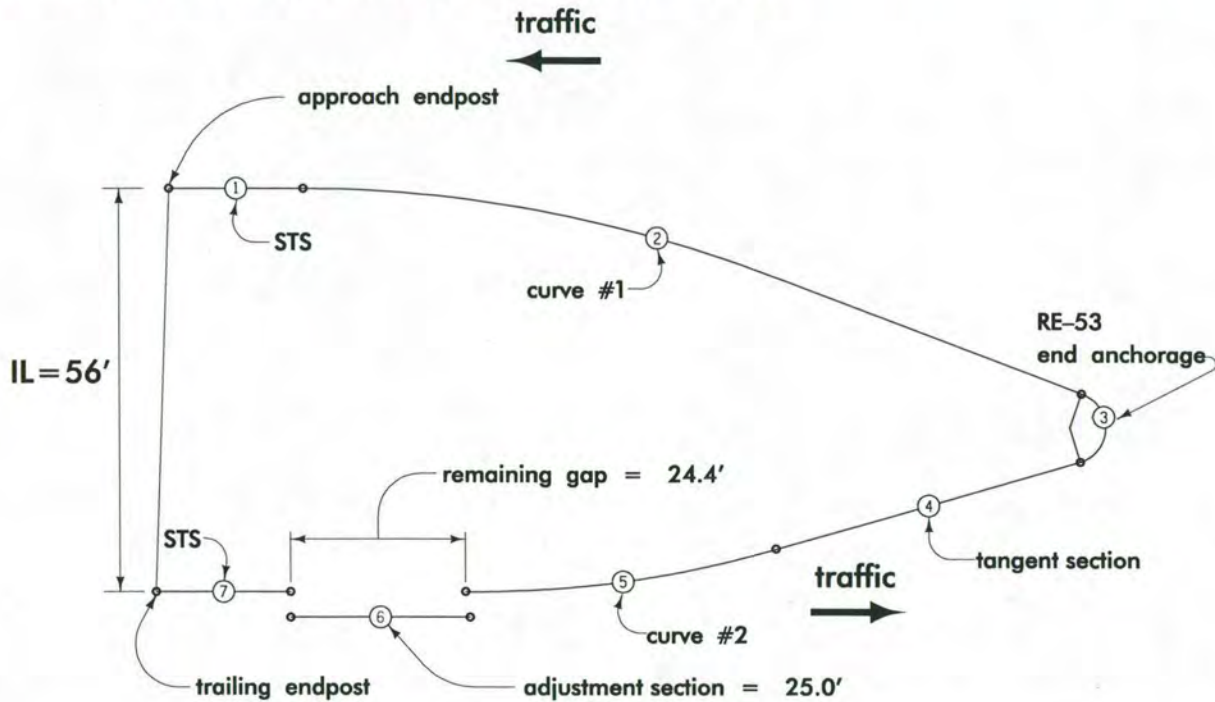 traffic
approach endpost
1
STS
2
curve #1
RE–53
end anchorage
IL = 56'
3
remaining gap = 24.4'
4
STS
tangent section
7
5
traffic
6
curve #2
trailing endpost
adjustment section = 25.0'